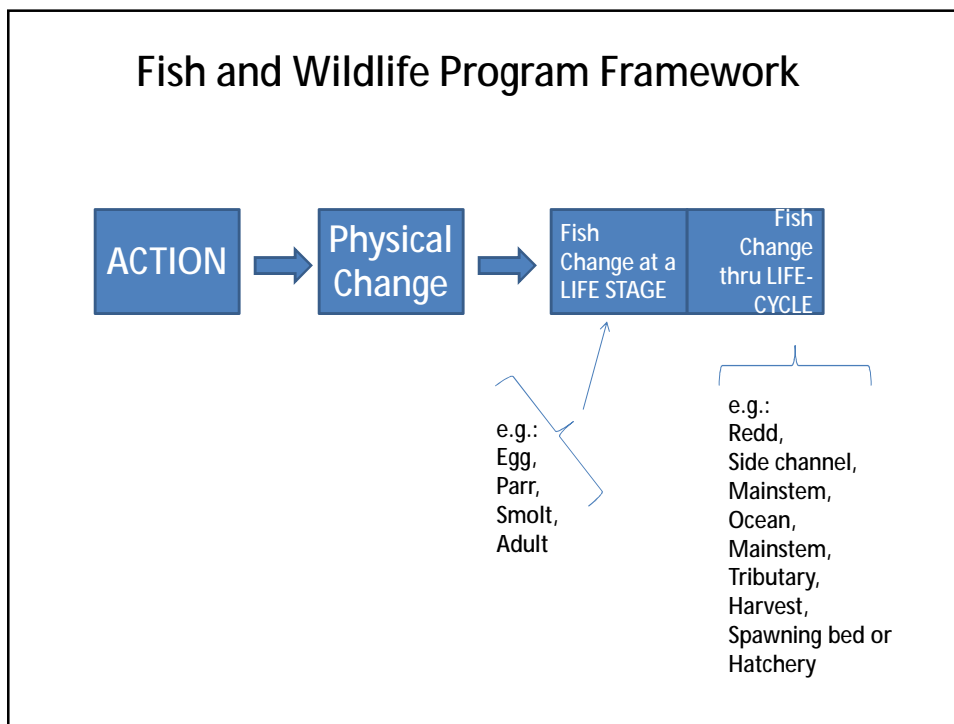 Fish and Wildlife Program Framework
ACTION
Physical
Change
Fish
Change at a
LIFE STAGE
Fish
Change
thru LIFE-
CYCLE
e.g.:
Egg,
Parr,
Smolt,
Adult
e.g.:
Redd,
Side channel,
Mainstem,
Ocean,
Mainstem,
Tributary,
Harvest,
Spawning bed or
Hatchery